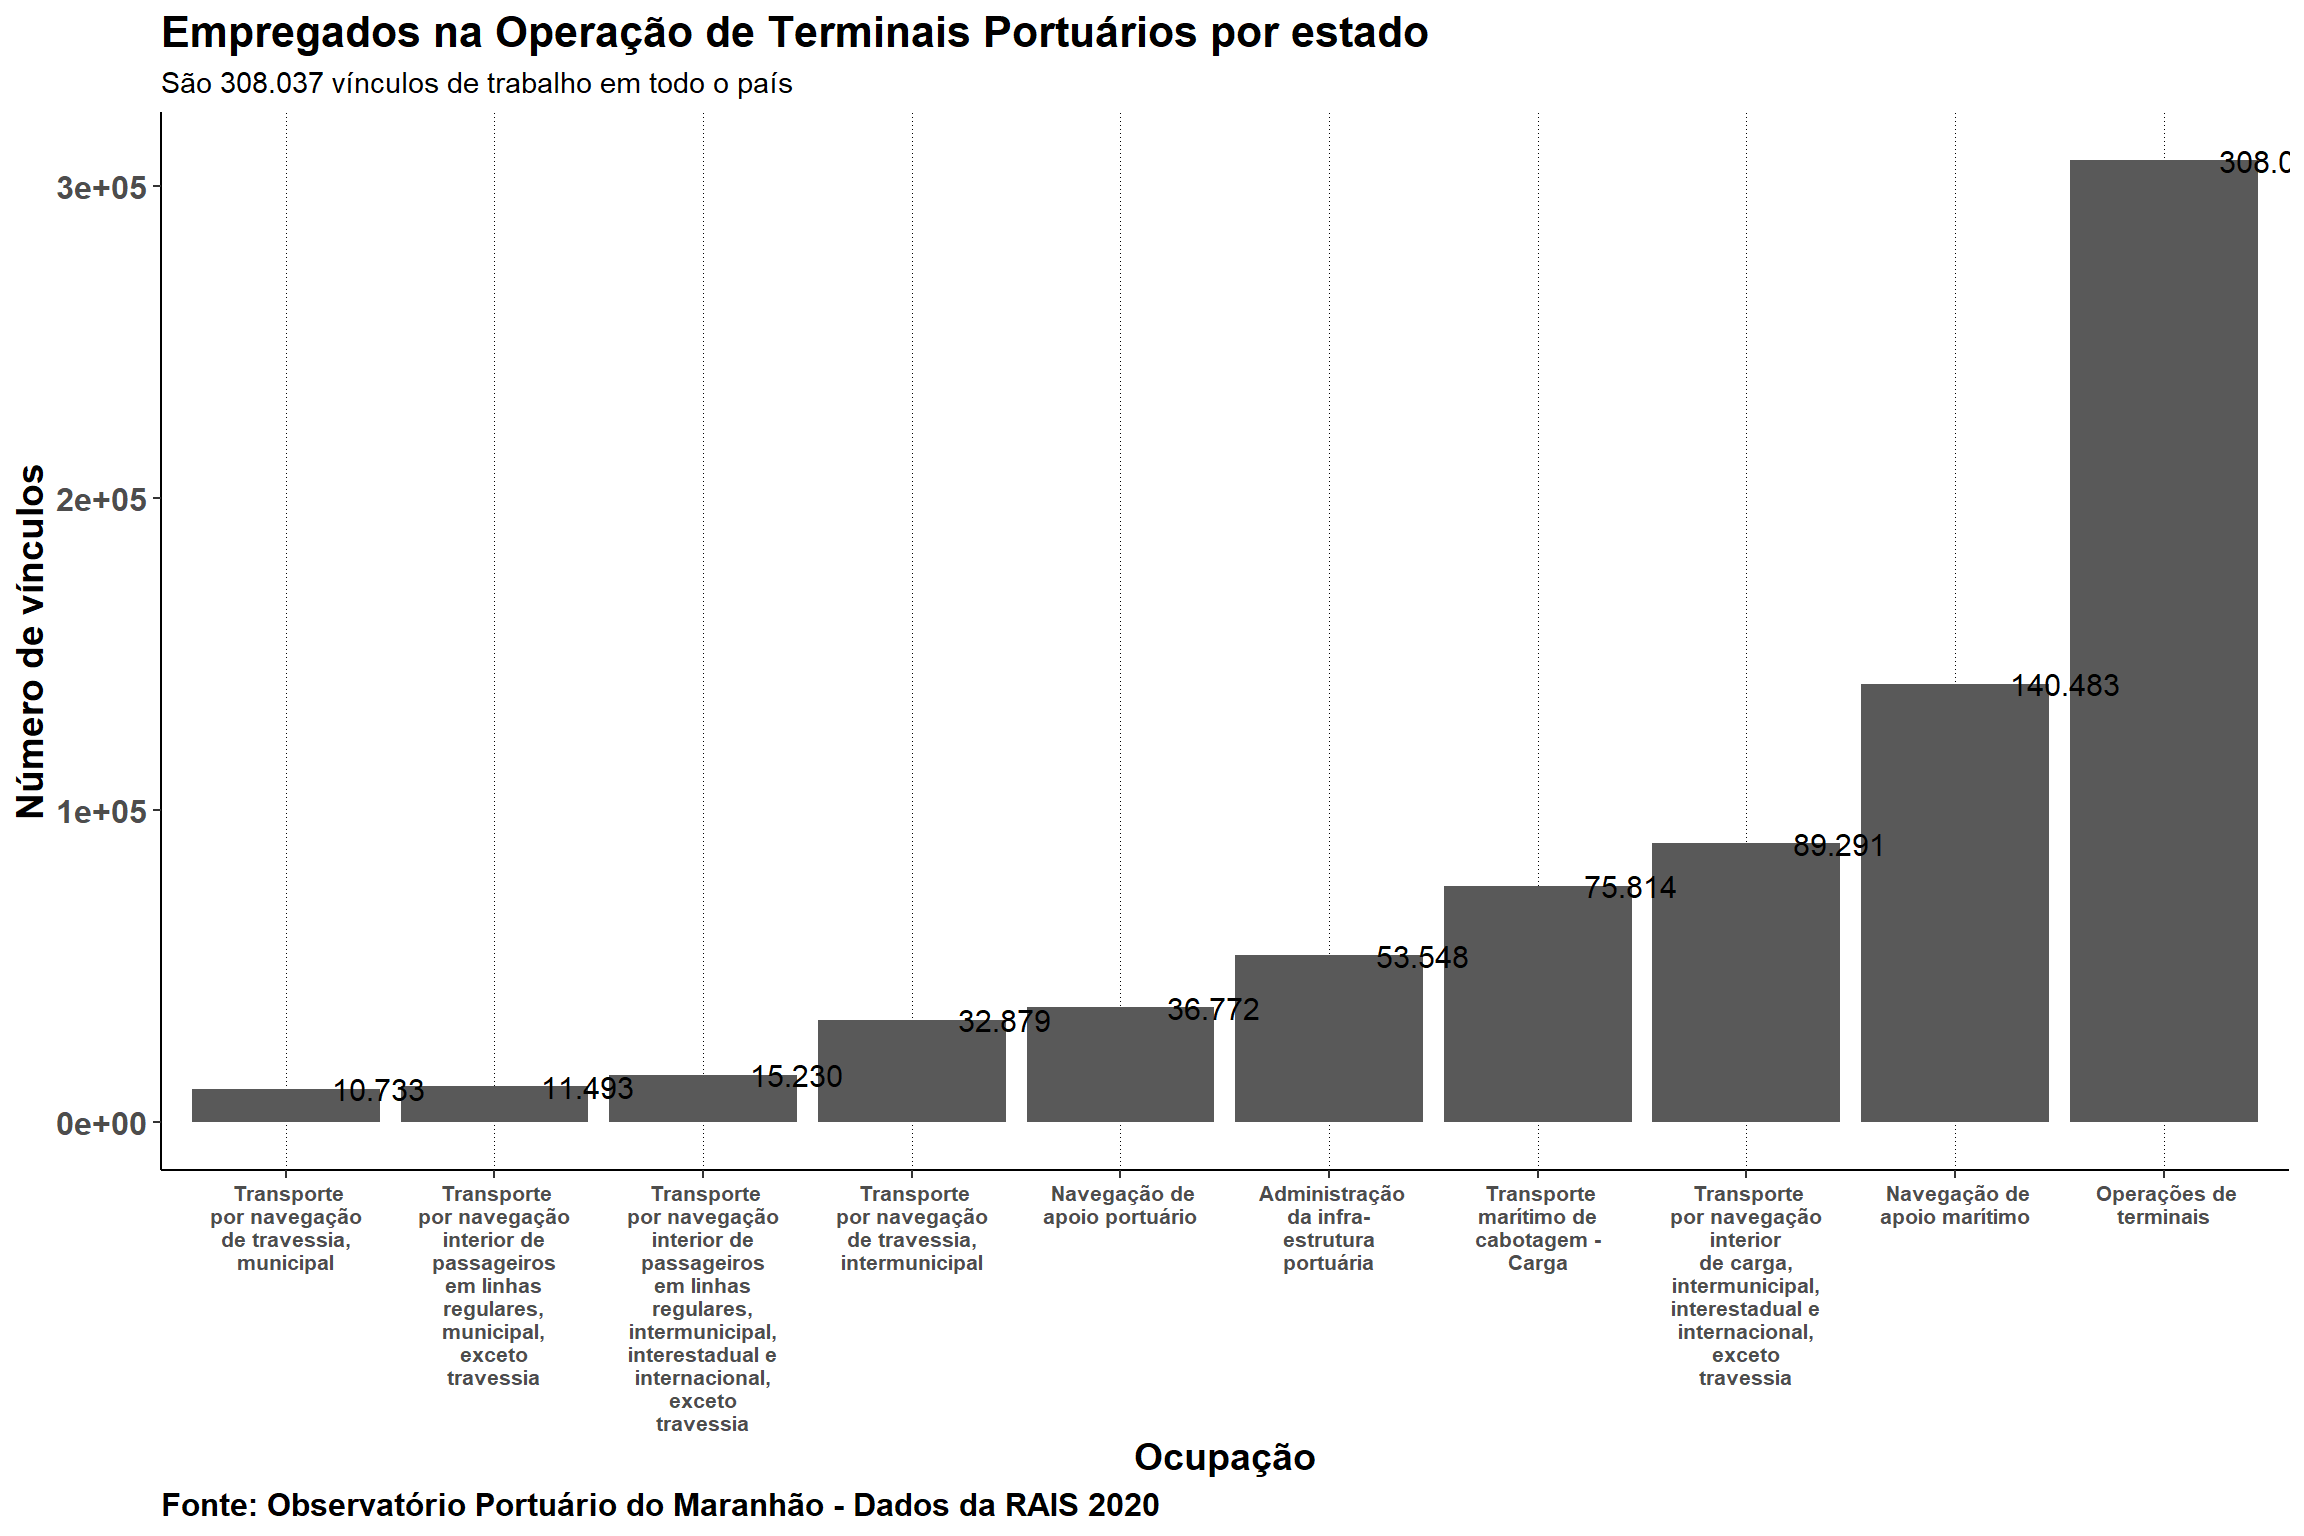 Empregados na Operação de Terminais Portuários por estado
São 308.037 vínculos de trabalho em todo o país
Número de vínculos
3e+05
2e+05
1e+05
0e+00
10.733
11.493
15.230
32.879
36.772
53.548
75.814
89.291
140.483
308.0
Transporte
por navegação
de travessia,
municipal
Transporte
por navegação
interior de
passageiros
em linhas
regulares,
municipal,
exceto
travessia
Transporte
por navegação
interior de
passageiros
em linhas
regulares,
intermunicipal,
interestadual e
internacional,
exceto
travessia
Transporte
por navegação
de travessia,
intermunicipal
Navegação de
apoio portuário
Administração
da infra-
estrutura
portuária
Transporte
marítimo de
cabotagem -
Carga
Transporte
por navegação
interior
de carga,
intermunicipal,
interestadual e
internacional,
exceto
travessia
Navegação de
apoio marítimo
Operações de
terminais
Ocupação
Fonte: Observatório Portuário do Maranhão - Dados da RAIS 2020